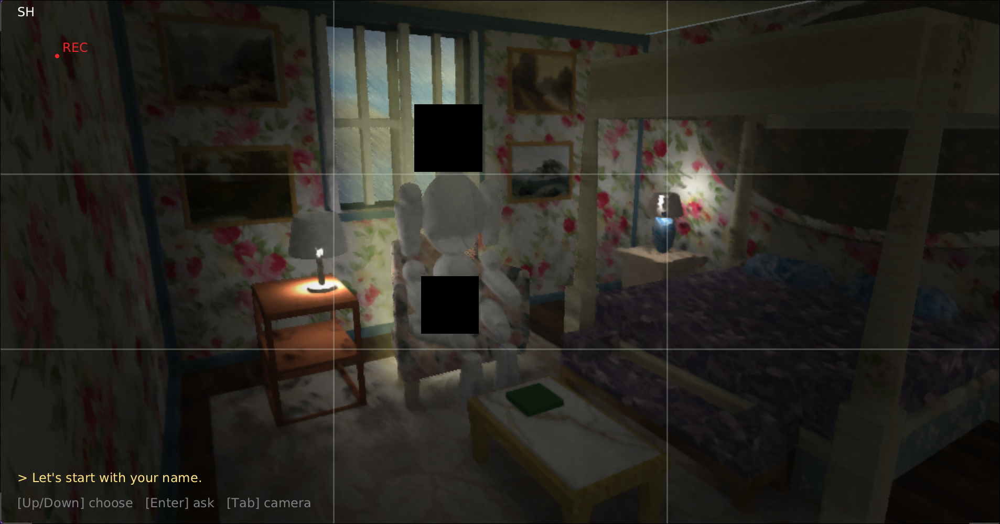 SH
REC
> Let's start with your name.
[Up/Down] choose [Enter] ask [Tab] camera